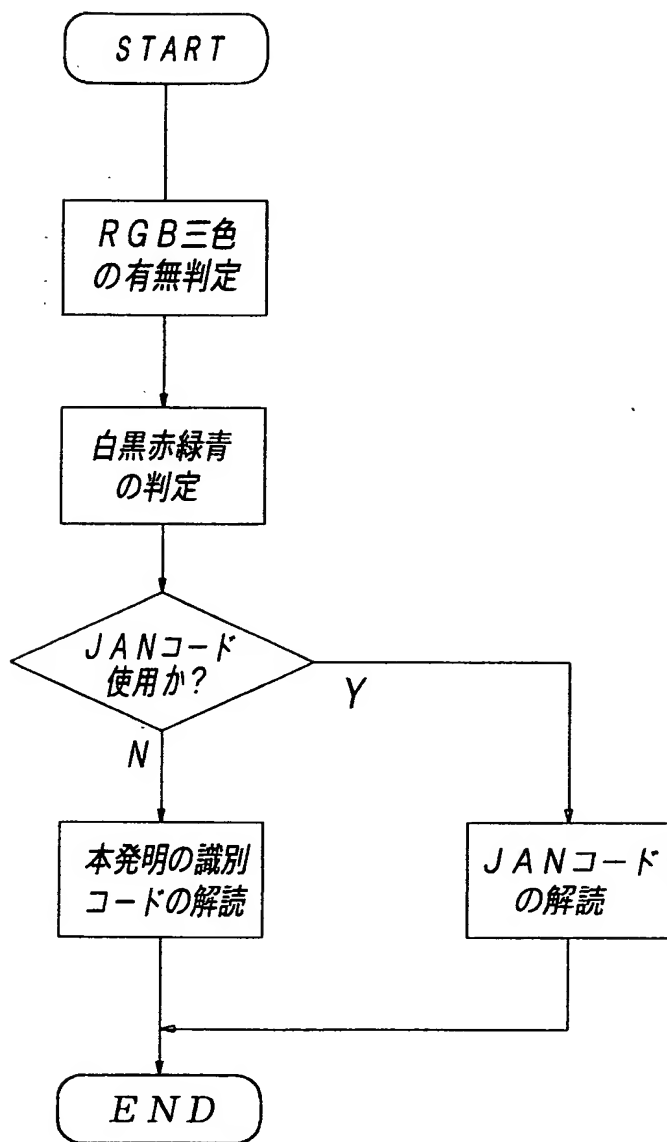 START
RGB三色
の有無判定
白黒赤緑青
の判定
JANコード
使用か?
Y
N
本発明の識別
コードの解読
JANコード
の解読
END